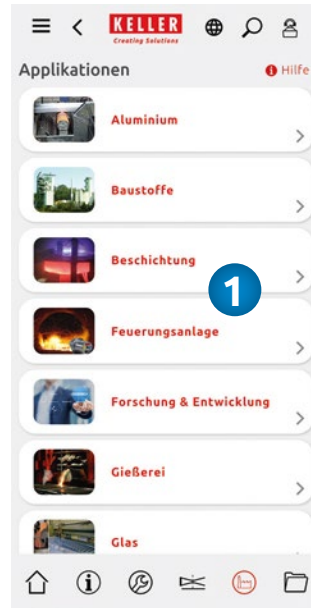 KELLER
Creating Solutions
Applikationen
Hilfe
Aluminium
Baustoffe
Beschichtung
1
Feuerungsanlage
Forschung & Entwicklung
Gießerei
Glas